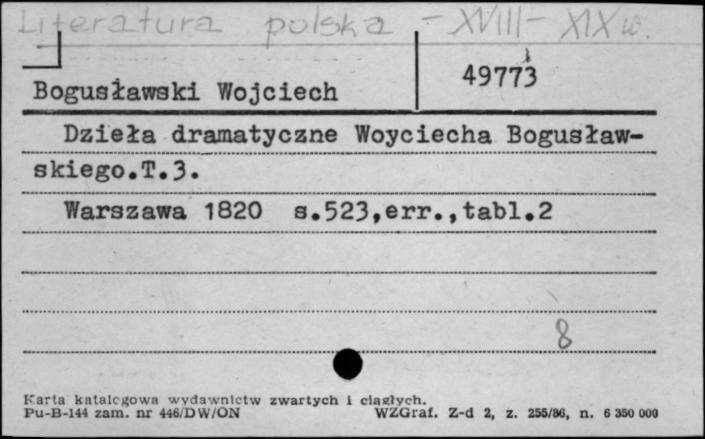 Literatura polska - XVIII - XIX w.
Bogusławski Wojciech
49773
Dzieła dramatyczne Woyciecha Bogusław-
skiego.T.3.
Warszawa 1820 s.523,err.,tabl.2
8
Karta katalogowa wydawnictw zwartych i ciągłych.
Pu-B-144 zam. nr 446/DW/ON WZGraf. Z-d 2, z. 255/86, n. 6 350 000